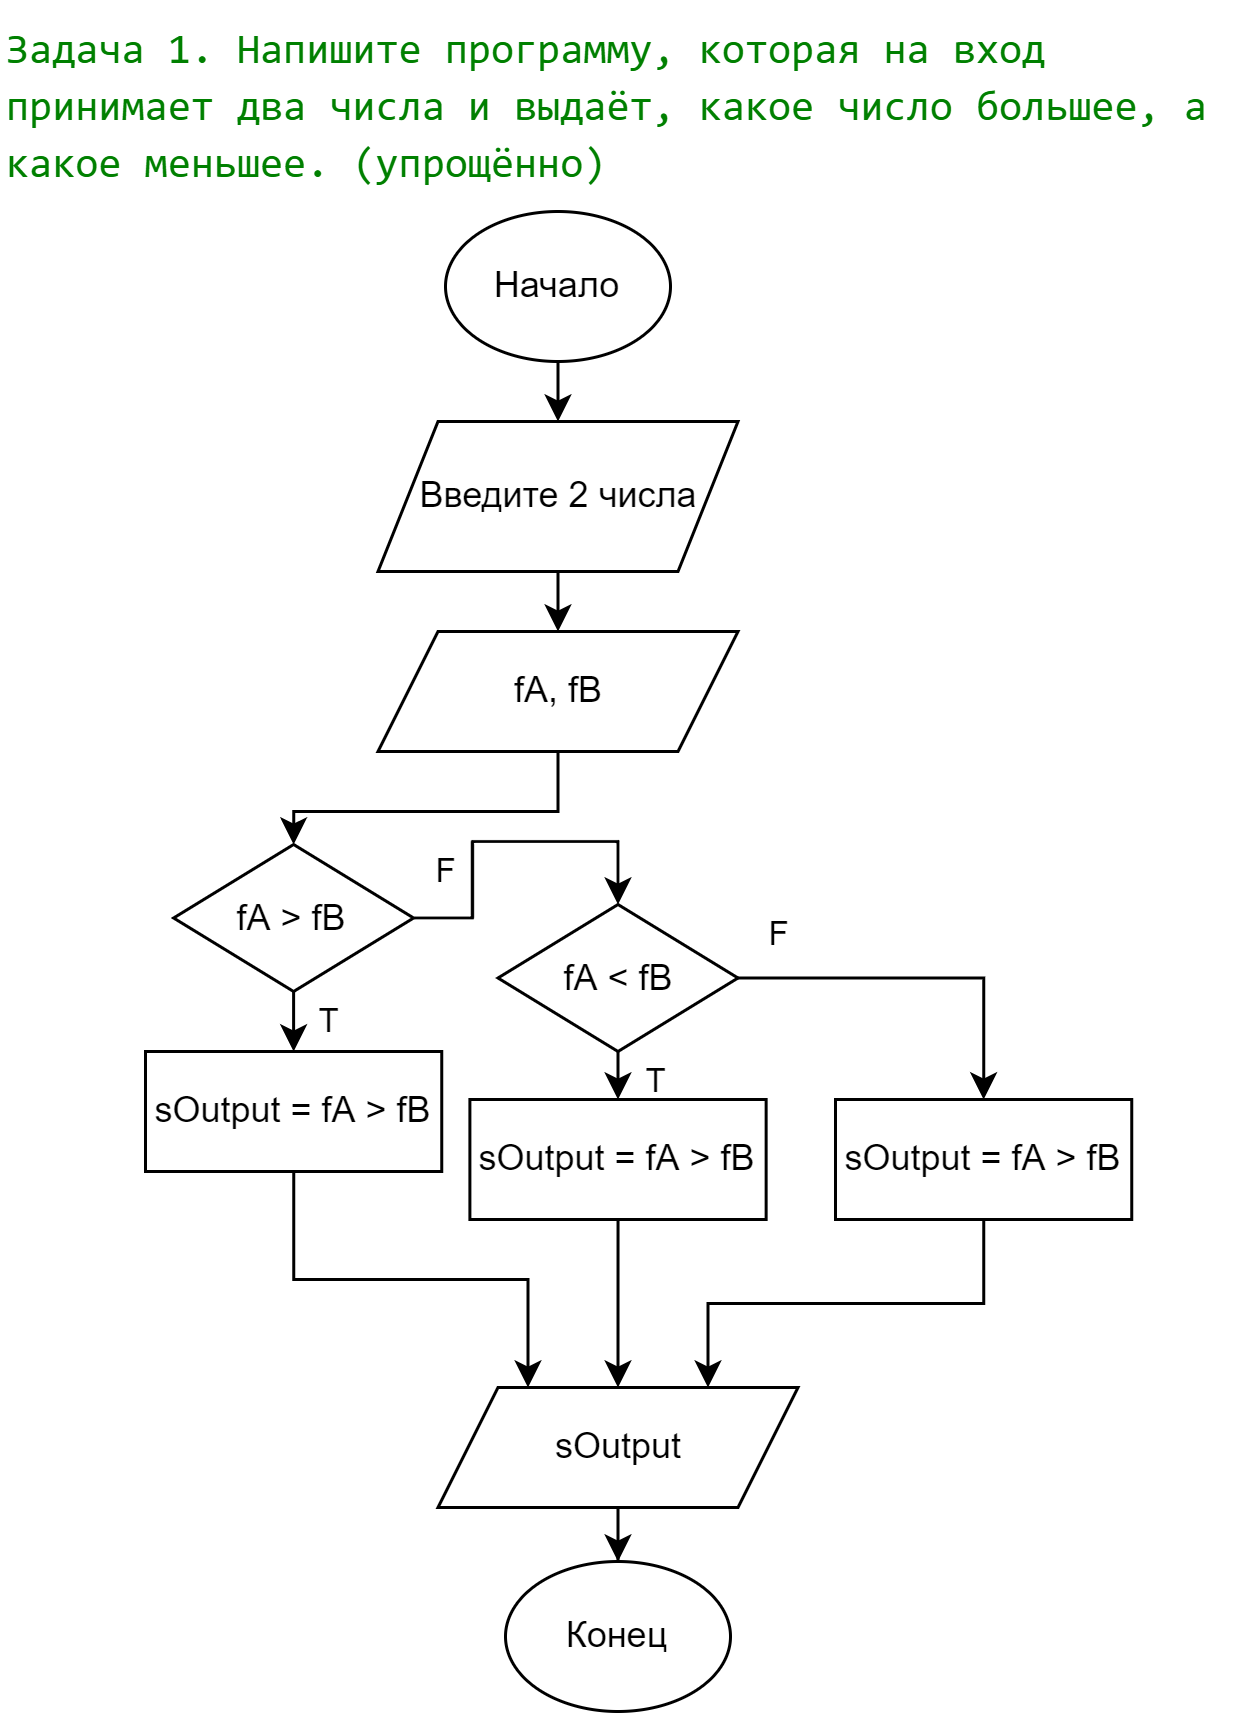 Задача 1. Напишите программу, которая на вход
принимает два числа и выдаёт, какое число большее, а
какое меньшее. (упрощённо)
Начало
Введите 2 числа
fA, fB
fA > fB
F
fA < fB
F
T
sOutput = fA > fB
T
sOutput = fA > fB
sOutput = fA > fB
sOutput
Конец